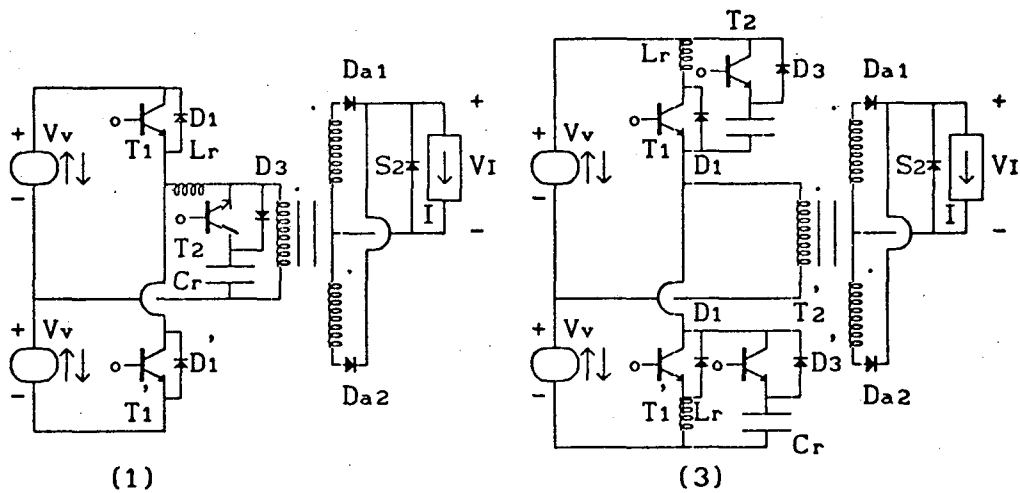 T2
Lr
D3
Da1
+
Da1
+
+
Vv
D1
T1
Lr
+
Vv
T1
D1
S2
VI
S2
VI
-
D3
-
I
-
I
-
T2
Cr
+
Vv
D1'
T1'
-
Da2
D1'
T2'
+
Vv
D3'
T1'
Lr
-
Da2
Cr
(1)
(3)